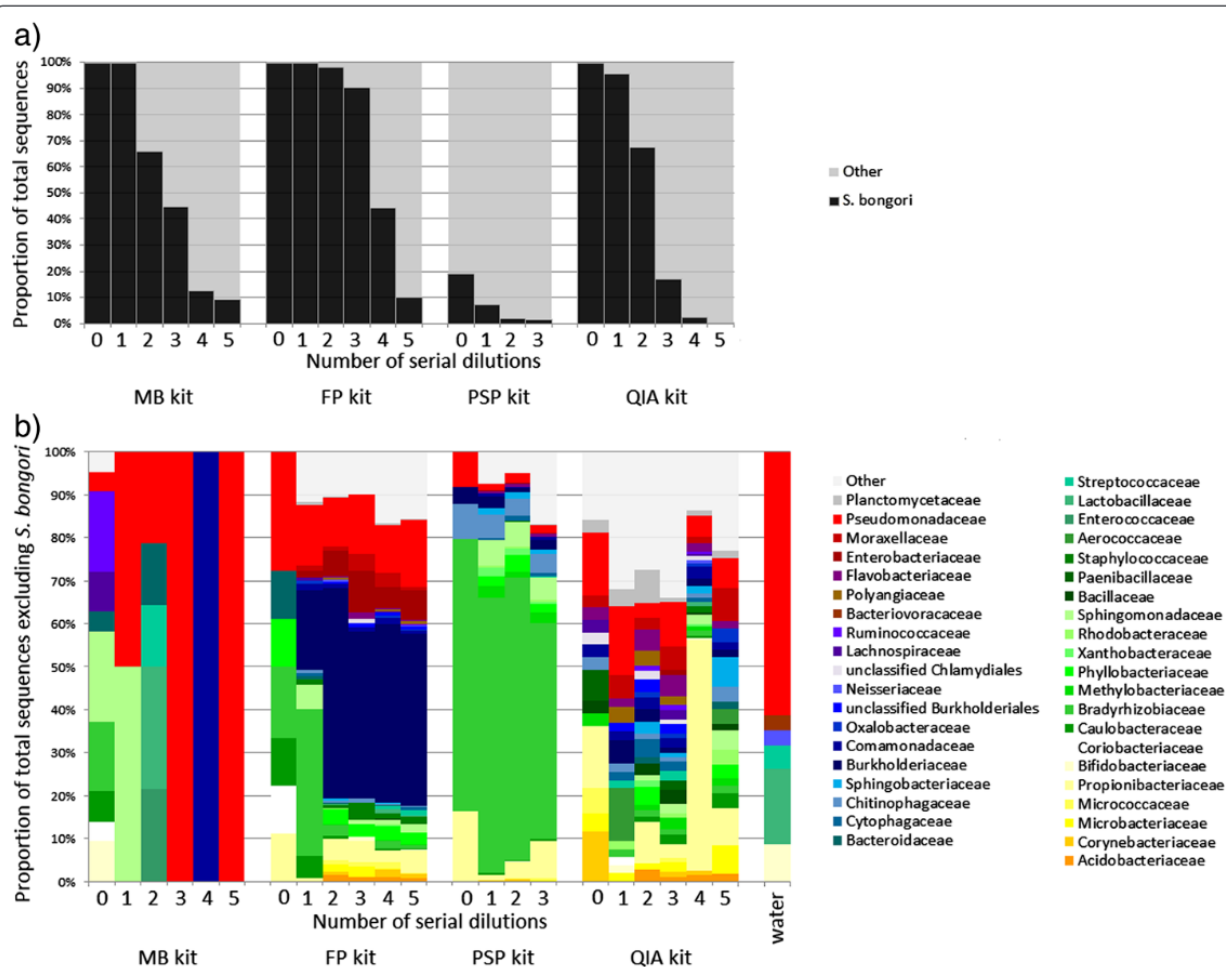 a)
Proportion of total sequences
100%
90%
80%
70%
60%
50%
40%
30%
20%
10%
0%
0 1 2 3 4 5
0 1 2 3 4 5
0 1 2 3
0 1 2 3 4 5
Number of serial dilutions
MB kit
FP kit
PSP kit
QIA kit
Other
S. bongori
b)
Proportion of total sequences excluding S. bongori
100%
90%
80%
70%
60%
50%
40%
30%
20%
10%
0%
0 1 2 3 4 5
0 1 2 3 4 5
0 1 2 3
0 1 2 3 4 5
water
Number of serial dilutions
MB kit
FP kit
PSP kit
QIA kit
Other
Planctomycetaceae
Pseudomonadaceae
Moraxellaceae
Enterobacteriaceae
Flavobacteriaceae
Polyangiaceae
Bacteriovoracaceae
Ruminococcaceae
Lachnospiraceae
unclassified Chlamydiales
Neisseriaceae
unclassified Burkholderiales
Oxalobacteraceae
Comamonadaceae
Burkholderiaceae
Sphingobacteriaceae
Chitinophagaceae
Cytophagaceae
Bacteroidaceae
Streptococcaceae
Lactobacillaceae
Enterococcaceae
Aerococcaceae
Staphylococcaceae
Paenibacillaceae
Bacillaceae
Sphingomonadaceae
Rhodobacteraceae
Xanthobacteraceae
Phyllobacteriaceae
Methylobacteriaceae
Bradyrhizobiaceae
Caulobacteraceae
Coriobacteriaceae
Bifidobacteriaceae
Propionibacteriaceae
Micrococcaceae
Microbacteriaceae
Corynebacteriaceae
Acidobacteriaceae